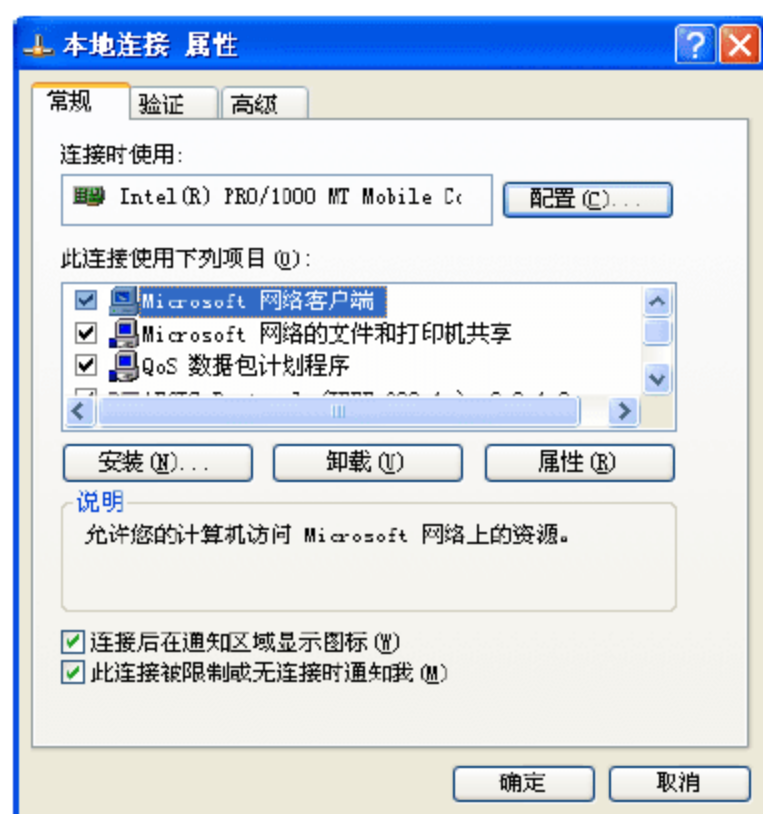 本地连接 属性
常规 验证 高级
连接时使用:
Intel(R) PRO/1000 MT Mobile Co
配置(C)...
此连接使用下列项目(O):
Microsoft 网络客户端
Microsoft 网络的文件和打印机共享
QoS 数据包计划程序
安装(N)... 卸载(U) 属性(R)
说明
允许您的计算机访问 Microsoft 网络上的资源。
连接后在通知区域显示图标(W)
此连接被限制或无连接时通知我(M)
确定 取消